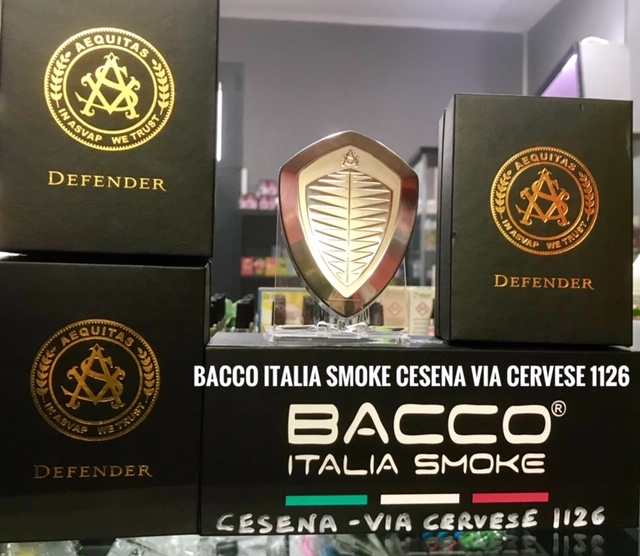 AEQUITAS
IN ASVAP WE TRUST
DEFENDER
AEQUITAS
IN ASVAP WE TRUST
DEFENDER
AEQUITAS
IN ASVAP WE TRUST
DEFENDER
BACCO ITALIA SMOKE CESENA VIA CERVESE 1126
BACCO®
ITALIA SMOKE
CESENA - VIA CERVESE 1126